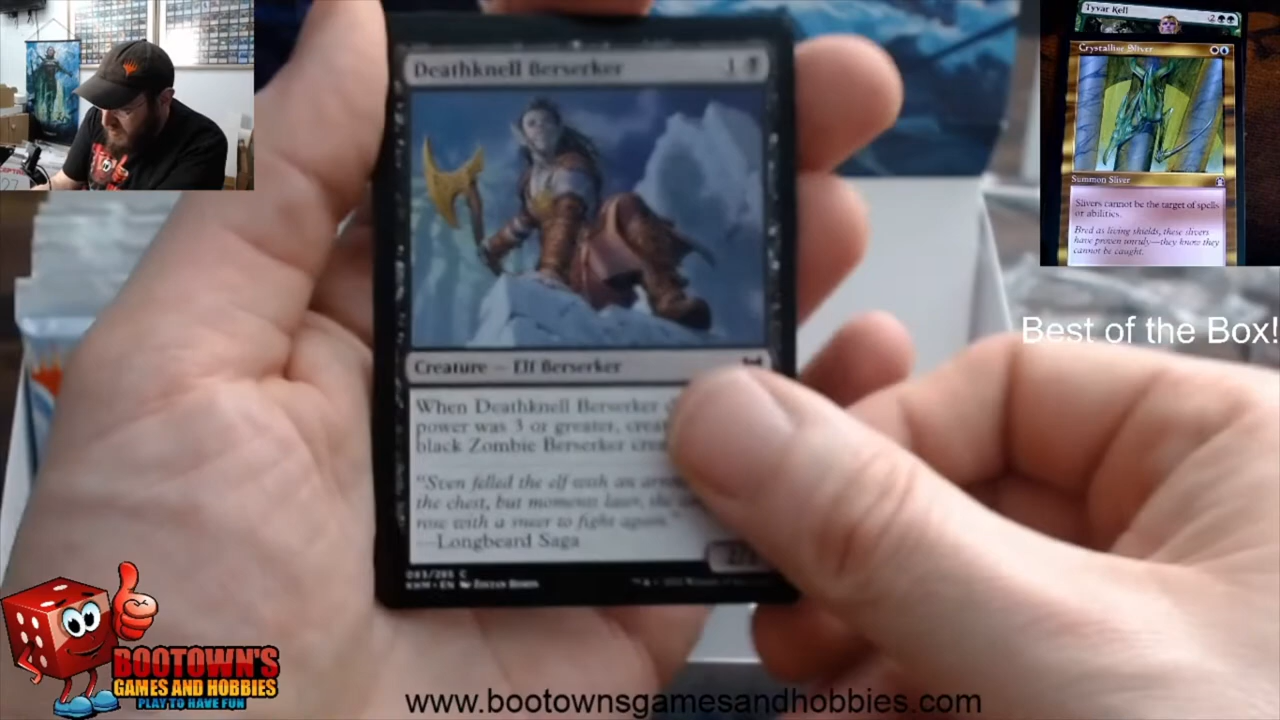 Deathknell Berserker 1
Creature — Elf Berserker
When Deathknell Berserker
power was 3 or greater,
black Zombie Berserker
"Sven felled the elf with an
the chest, but moments later, she
rose with a sneer to fight again."
—Longbeard Saga
Tyvar Kell 2
Crystalline Sliver
Summon Sliver
Slivers cannot be the target of spells
or abilities.
Bred as living shields, these slivers
have proven unruly—they know they
cannot be caught.
Best of the Box!
BOOTOWN'S
GAMES AND HOBBIES
PLAY TO HAVE FUN
www.bootownsgamesandhobbies.com